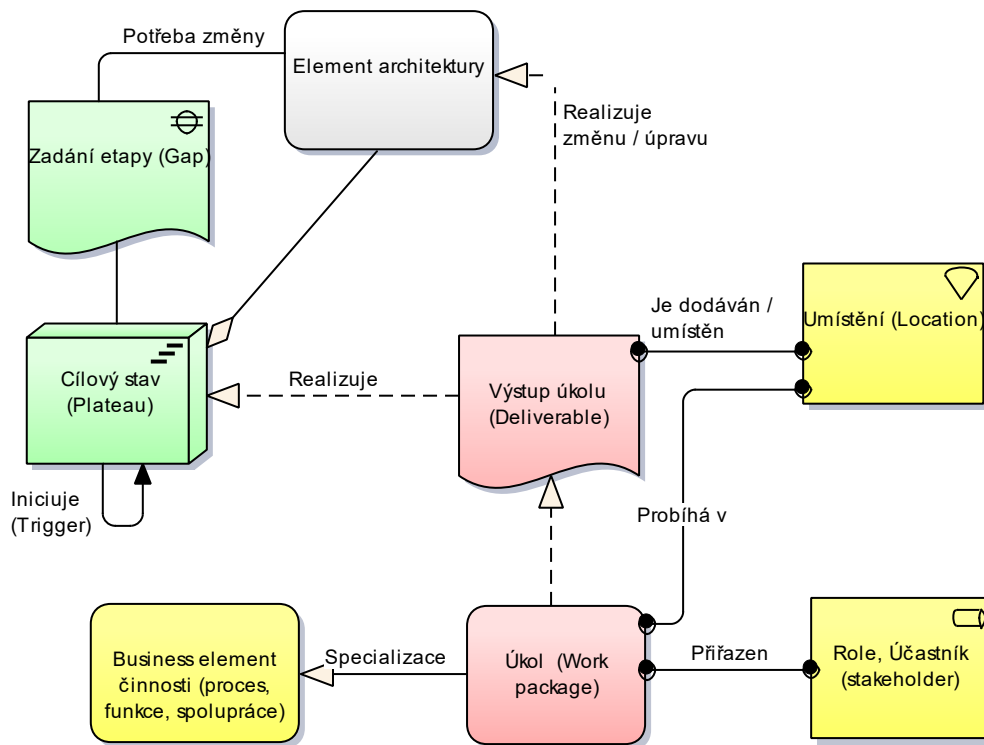 Potřeba změny
Element architektury
Realizuje
změnu / úpravu
Zadání etapy (Gap)
Je dodáván /
umístěn
Umístění (Location)
Cílový stav
(Plateau)
Realizuje
Výstup úkolu
(Deliverable)
Iniciuje
(Trigger)
Probíhá v
Business element
činnosti (proces,
funkce, spolupráce)
Specializace
Úkol (Work
package)
Přiřazen
Role, Účastník
(stakeholder)